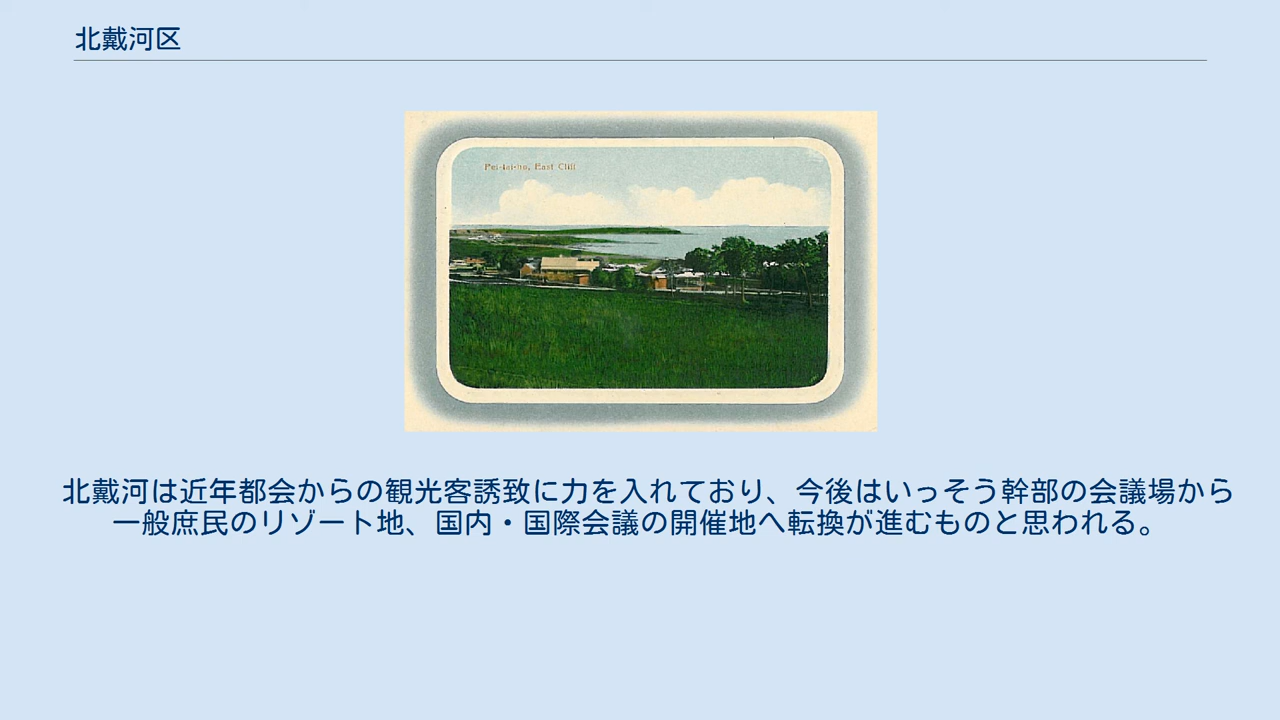 北戴河区
Pei-tai-ho, East Cliff
北戴河は近年都会からの観光客誘致に力を入れており、今後はいっそう幹部の会議場から
一般庶民のリゾート地、国内・国際会議の開催地へ転換が進むものと思われる。